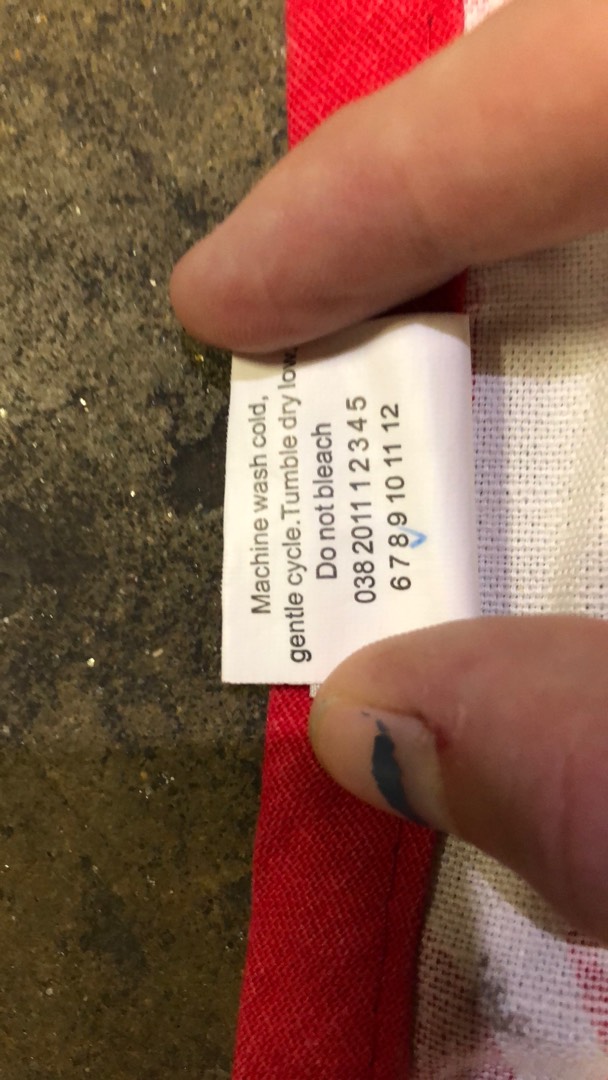 Machine wash cold,
gentle cycle.Tumble dry low.
Do not bleach
038 2011 1 2 3 4 5
6 7 8 9 10 11 12